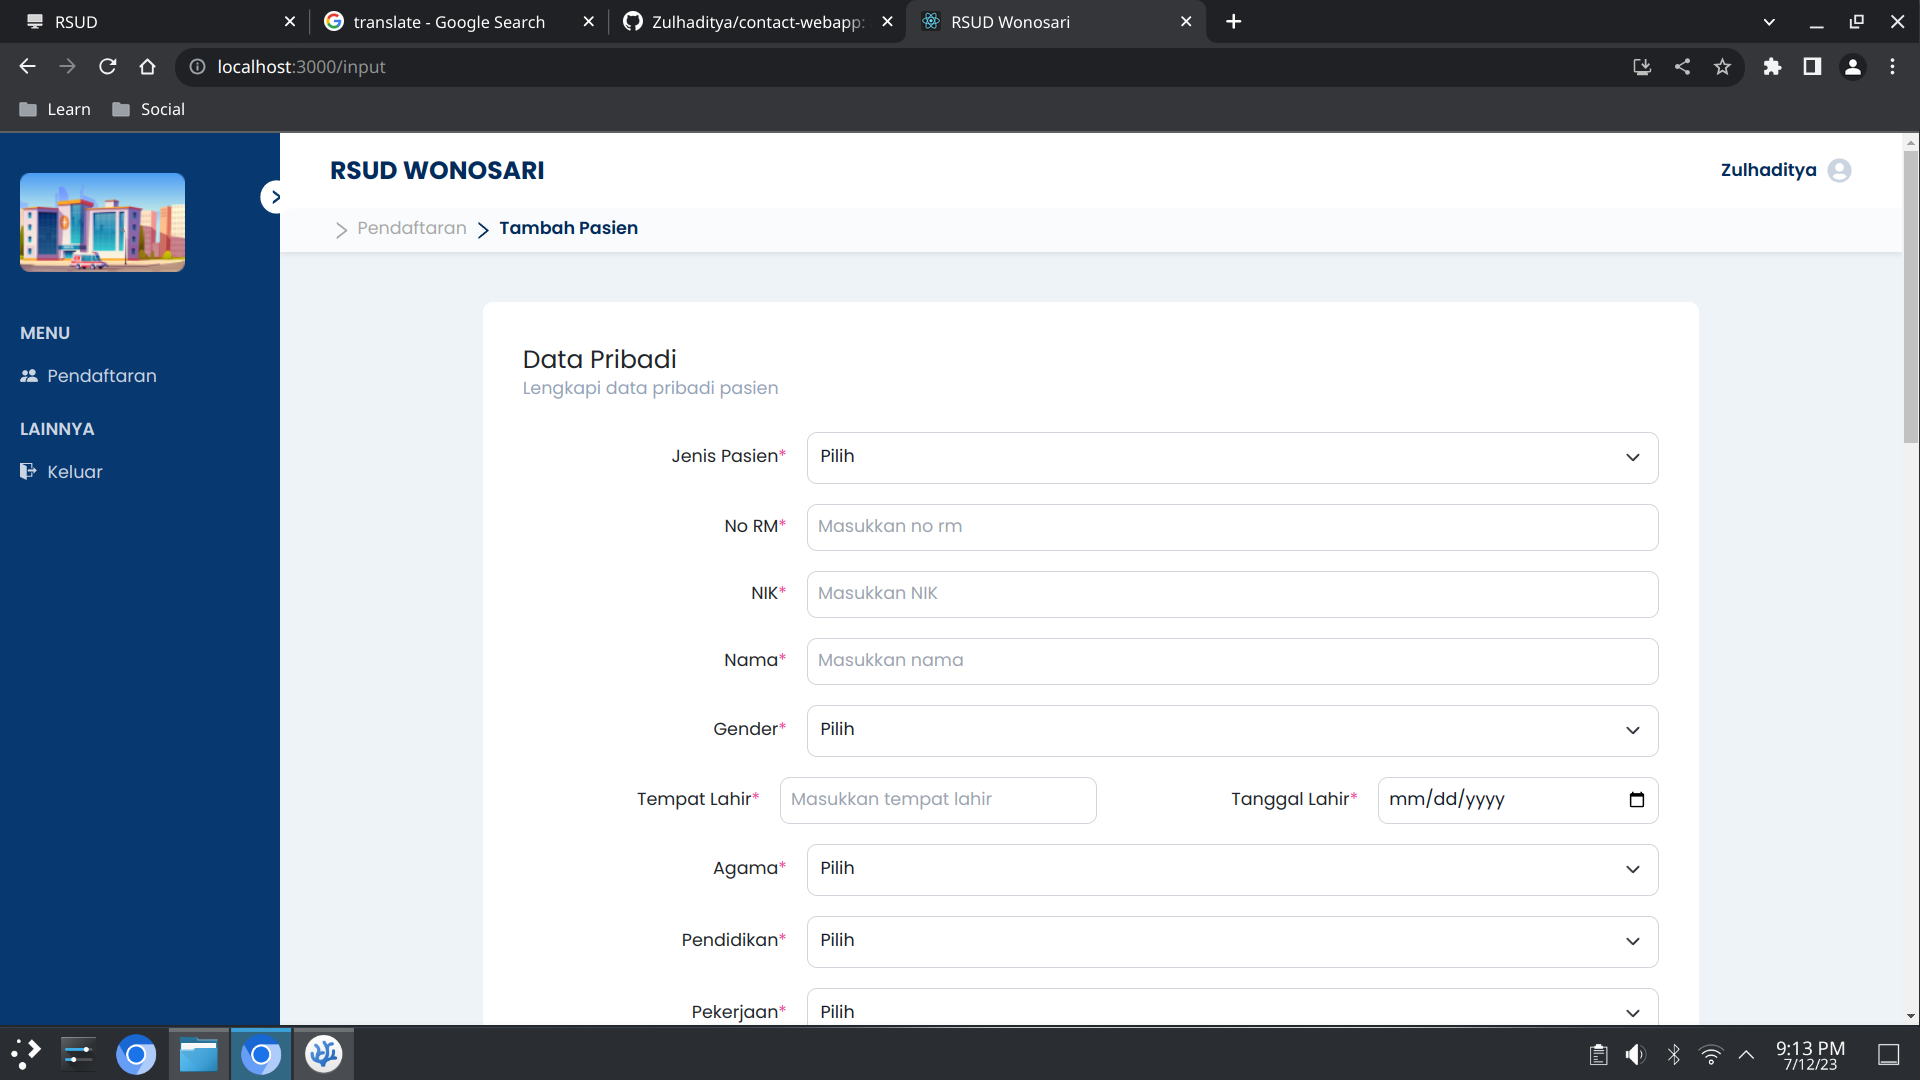 RSUD
translate - Google Search
Zulhaditya/contact-webapp:
RSUD Wonosari
localhost:3000/input
Learn
Social
RSUD WONOSARI
Zulhaditya
Pendaftaran
Tambah Pasien
MENU
Pendaftaran
LAINNYA
Keluar
Data Pribadi
Lengkapi data pribadi pasien
Jenis Pasien* Pilih
No RM* Masukkan no rm
NIK* Masukkan NIK
Nama* Masukkan nama
Gender* Pilih
Tempat Lahir* Masukkan tempat lahir Tanggal Lahir* mm/dd/yyyy
Agama* Pilih
Pendidikan* Pilih
Pekerjaan* Pilih
9:13 PM
7/12/23